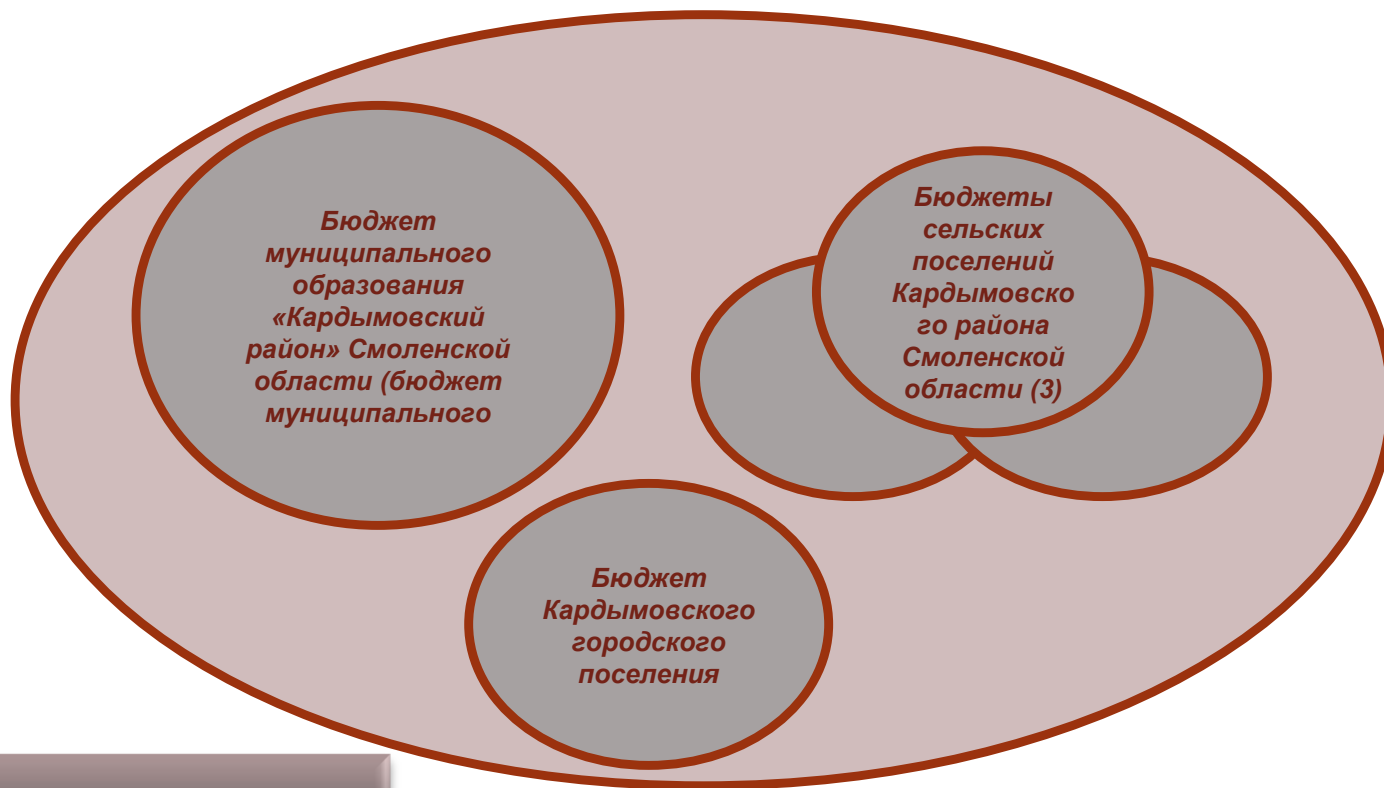 Бюджет
муниципального
образования
«Кардымовский
район» Смоленской
области (бюджет
муниципального
Бюджеты
сельских
поселений
Кардымовско
го района
Смоленской
области (3)
Бюджет
Кардымовского
городского
поселения